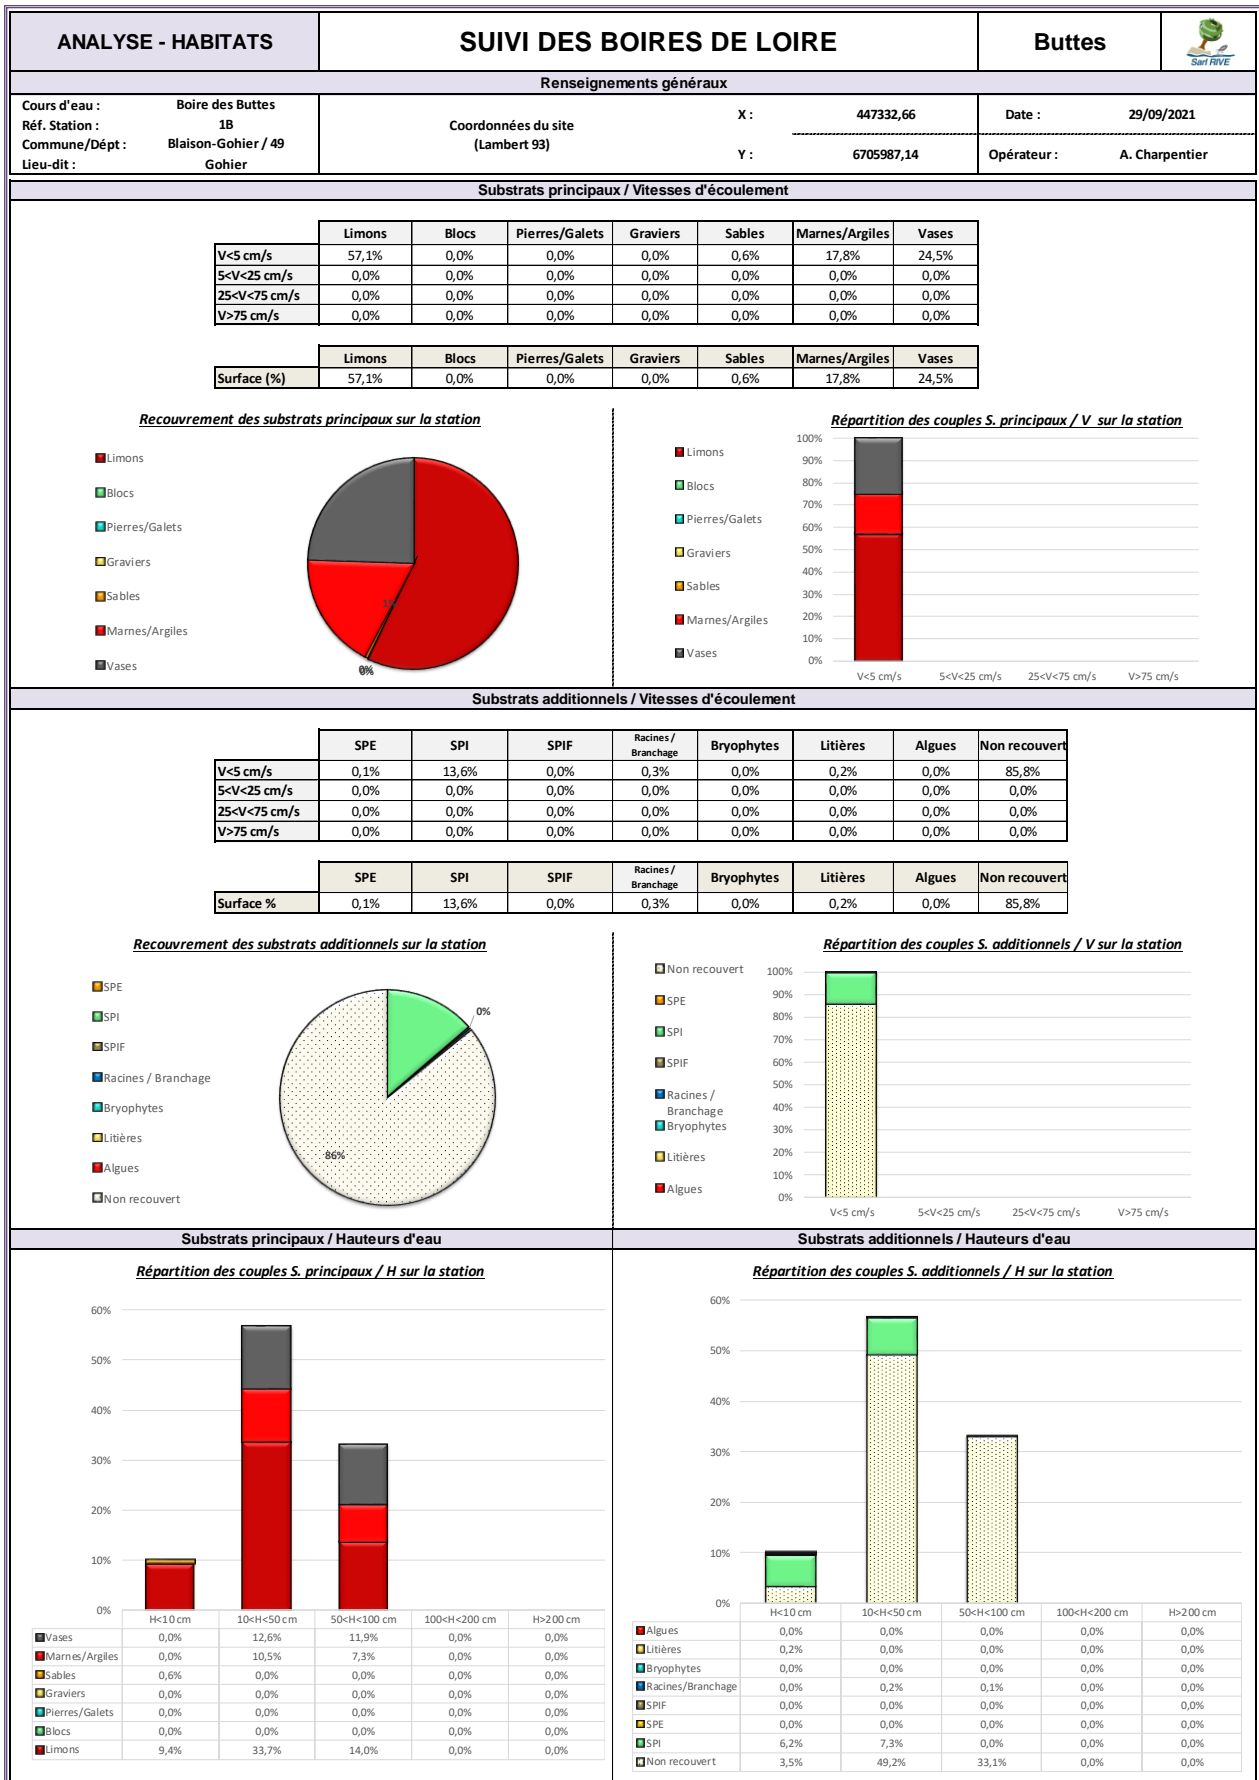 ANALYSE - HABITATS
SUIVI DES BOIRES DE LOIRE
Buttes
Sarl RIVE
Renseignements généraux
Cours d'eau : Boire des Buttes
Réf. Station : 1B
Commune/Dépt : Blaison-Gohier / 49
Lieu-dit : Gohier
Coordonnées du site
(Lambert 93)
X : 447332,66
Y : 6705987,14
Date : 29/09/2021
Opérateur : A. Charpentier
Substrats principaux / Vitesses d'écoulement
Limons Blocs Pierres/Galets Graviers Sables Marnes/Argiles Vases
V<5 cm/s 57,1% 0,0% 0,0% 0,0% 0,6% 17,8% 24,5%
5<V<25 cm/s 0,0% 0,0% 0,0% 0,0% 0,0% 0,0% 0,0%
25<V<75 cm/s 0,0% 0,0% 0,0% 0,0% 0,0% 0,0% 0,0%
V>75 cm/s 0,0% 0,0% 0,0% 0,0% 0,0% 0,0% 0,0%
Limons Blocs Pierres/Galets Graviers Sables Marnes/Argiles Vases
Surface (%) 57,1% 0,0% 0,0% 0,0% 0,6% 17,8% 24,5%
Recouvrement des substrats principaux sur la station
Limons
Blocs
Pierres/Galets
Graviers
Sables
Marnes/Argiles
Vases
1%
0%
0%
Répartition des couples S. principaux / V sur la station
Limons
Blocs
Pierres/Galets
Graviers
Sables
Marnes/Argiles
Vases
100%
90%
80%
70%
60%
50%
40%
30%
20%
10%
0%
V<5 cm/s 5<V<25 cm/s 25<V<75 cm/s V>75 cm/s
Substrats additionnels / Vitesses d'écoulement
SPE SPI SPIF Racines / Branchage Bryophytes Litières Algues Non recouvert
V<5 cm/s 0,1% 13,6% 0,0% 0,3% 0,0% 0,2% 0,0% 85,8%
5<V<25 cm/s 0,0% 0,0% 0,0% 0,0% 0,0% 0,0% 0,0% 0,0%
25<V<75 cm/s 0,0% 0,0% 0,0% 0,0% 0,0% 0,0% 0,0% 0,0%
V>75 cm/s 0,0% 0,0% 0,0% 0,0% 0,0% 0,0% 0,0% 0,0%
SPE SPI SPIF Racines / Branchage Bryophytes Litières Algues Non recouvert
Surface % 0,1% 13,6% 0,0% 0,3% 0,0% 0,2% 0,0% 85,8%
Recouvrement des substrats additionnels sur la station
SPE
SPI
SPIF
Racines / Branchage
Bryophytes
Litières
Algues
Non recouvert
0%
86%
Répartition des couples S. additionnels / V sur la station
Non recouvert
SPE
SPI
SPIF
Racines /
Branchage
Bryophytes
Litières
Algues
100%
90%
80%
70%
60%
50%
40%
30%
20%
10%
0%
V<5 cm/s 5<V<25 cm/s 25<V<75 cm/s V>75 cm/s
Substrats principaux / Hauteurs d'eau
Répartition des couples S. principaux / H sur la station
60%
50%
40%
30%
20%
10%
0%
H<10 cm 10<H<50 cm 50<H<100 cm 100<H<200 cm H>200 cm
Vases 0,0% 12,6% 11,9% 0,0% 0,0%
Marnes/Argiles 0,0% 10,5% 7,3% 0,0% 0,0%
Sables 0,6% 0,0% 0,0% 0,0% 0,0%
Graviers 0,0% 0,0% 0,0% 0,0% 0,0%
Pierres/Galets 0,0% 0,0% 0,0% 0,0% 0,0%
Blocs 0,0% 0,0% 0,0% 0,0% 0,0%
Limons 9,4% 33,7% 14,0% 0,0% 0,0%
Substrats additionnels / Hauteurs d'eau
Répartition des couples S. additionnels / H sur la station
60%
50%
40%
30%
20%
10%
0%
H<10 cm 10<H<50 cm 50<H<100 cm 100<H<200 cm H>200 cm
Algues 0,0% 0,0% 0,0% 0,0% 0,0%
Litières 0,2% 0,0% 0,0% 0,0% 0,0%
Bryophytes 0,0% 0,0% 0,0% 0,0% 0,0%
Racines/Branchage 0,0% 0,2% 0,1% 0,0% 0,0%
SPIF 0,0% 0,0% 0,0% 0,0% 0,0%
SPE 0,0% 0,0% 0,0% 0,0% 0,0%
SPI 6,2% 7,3% 0,0% 0,0% 0,0%
Non recouvert 3,5% 49,2% 33,1% 0,0% 0,0%